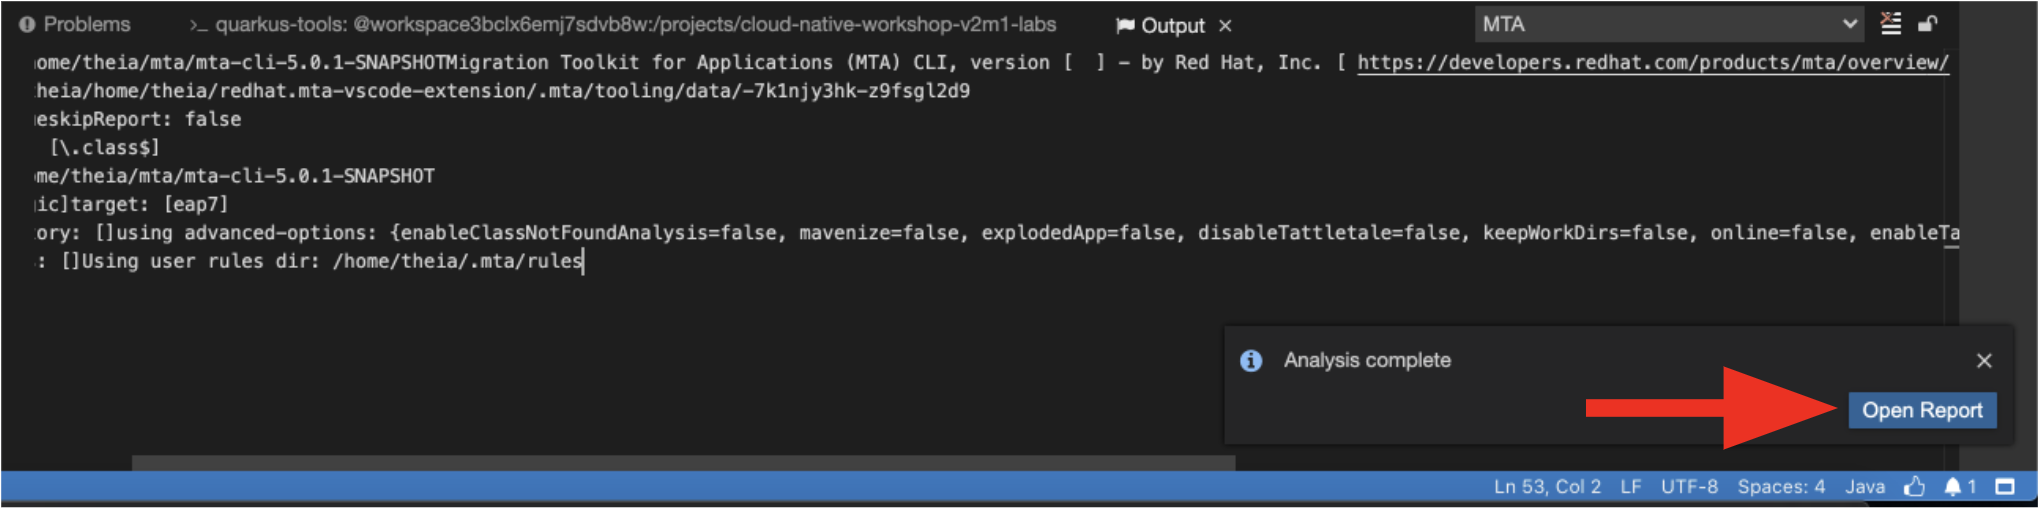 Problems
>_ quarkus-tools: @workspace3bclx6emj7sdvb8w:/projects/cloud-native-workshop-v2m1-labs
Output
MTA
ome/theia/mta/mta-cli-5.0.1-SNAPSHOTMigration Toolkit for Applications (MTA) CLI, version [  ] - by Red Hat, Inc. [ https://developers.redhat.com/products/mta/overview/
theia/home/theia/redhat.mta-vscode-extension/.mta/tooling/data/-7k1njy3hk-z9fsgl2d9
eskipReport: false
[\.class$]
me/theia/mta/mta-cli-5.0.1-SNAPSHOT
ic]target: [eap7]
ory: []using advanced-options: {enableClassNotFoundAnalysis=false, mavenize=false, explodedApp=false, disableTattletale=false, keepWorkDirs=false, online=false, enableTa
: []Using user rules dir: /home/theia/.mta/rules
Analysis complete
Open Report
Ln 53, Col 2
LF
UTF-8
Spaces: 4
Java
1